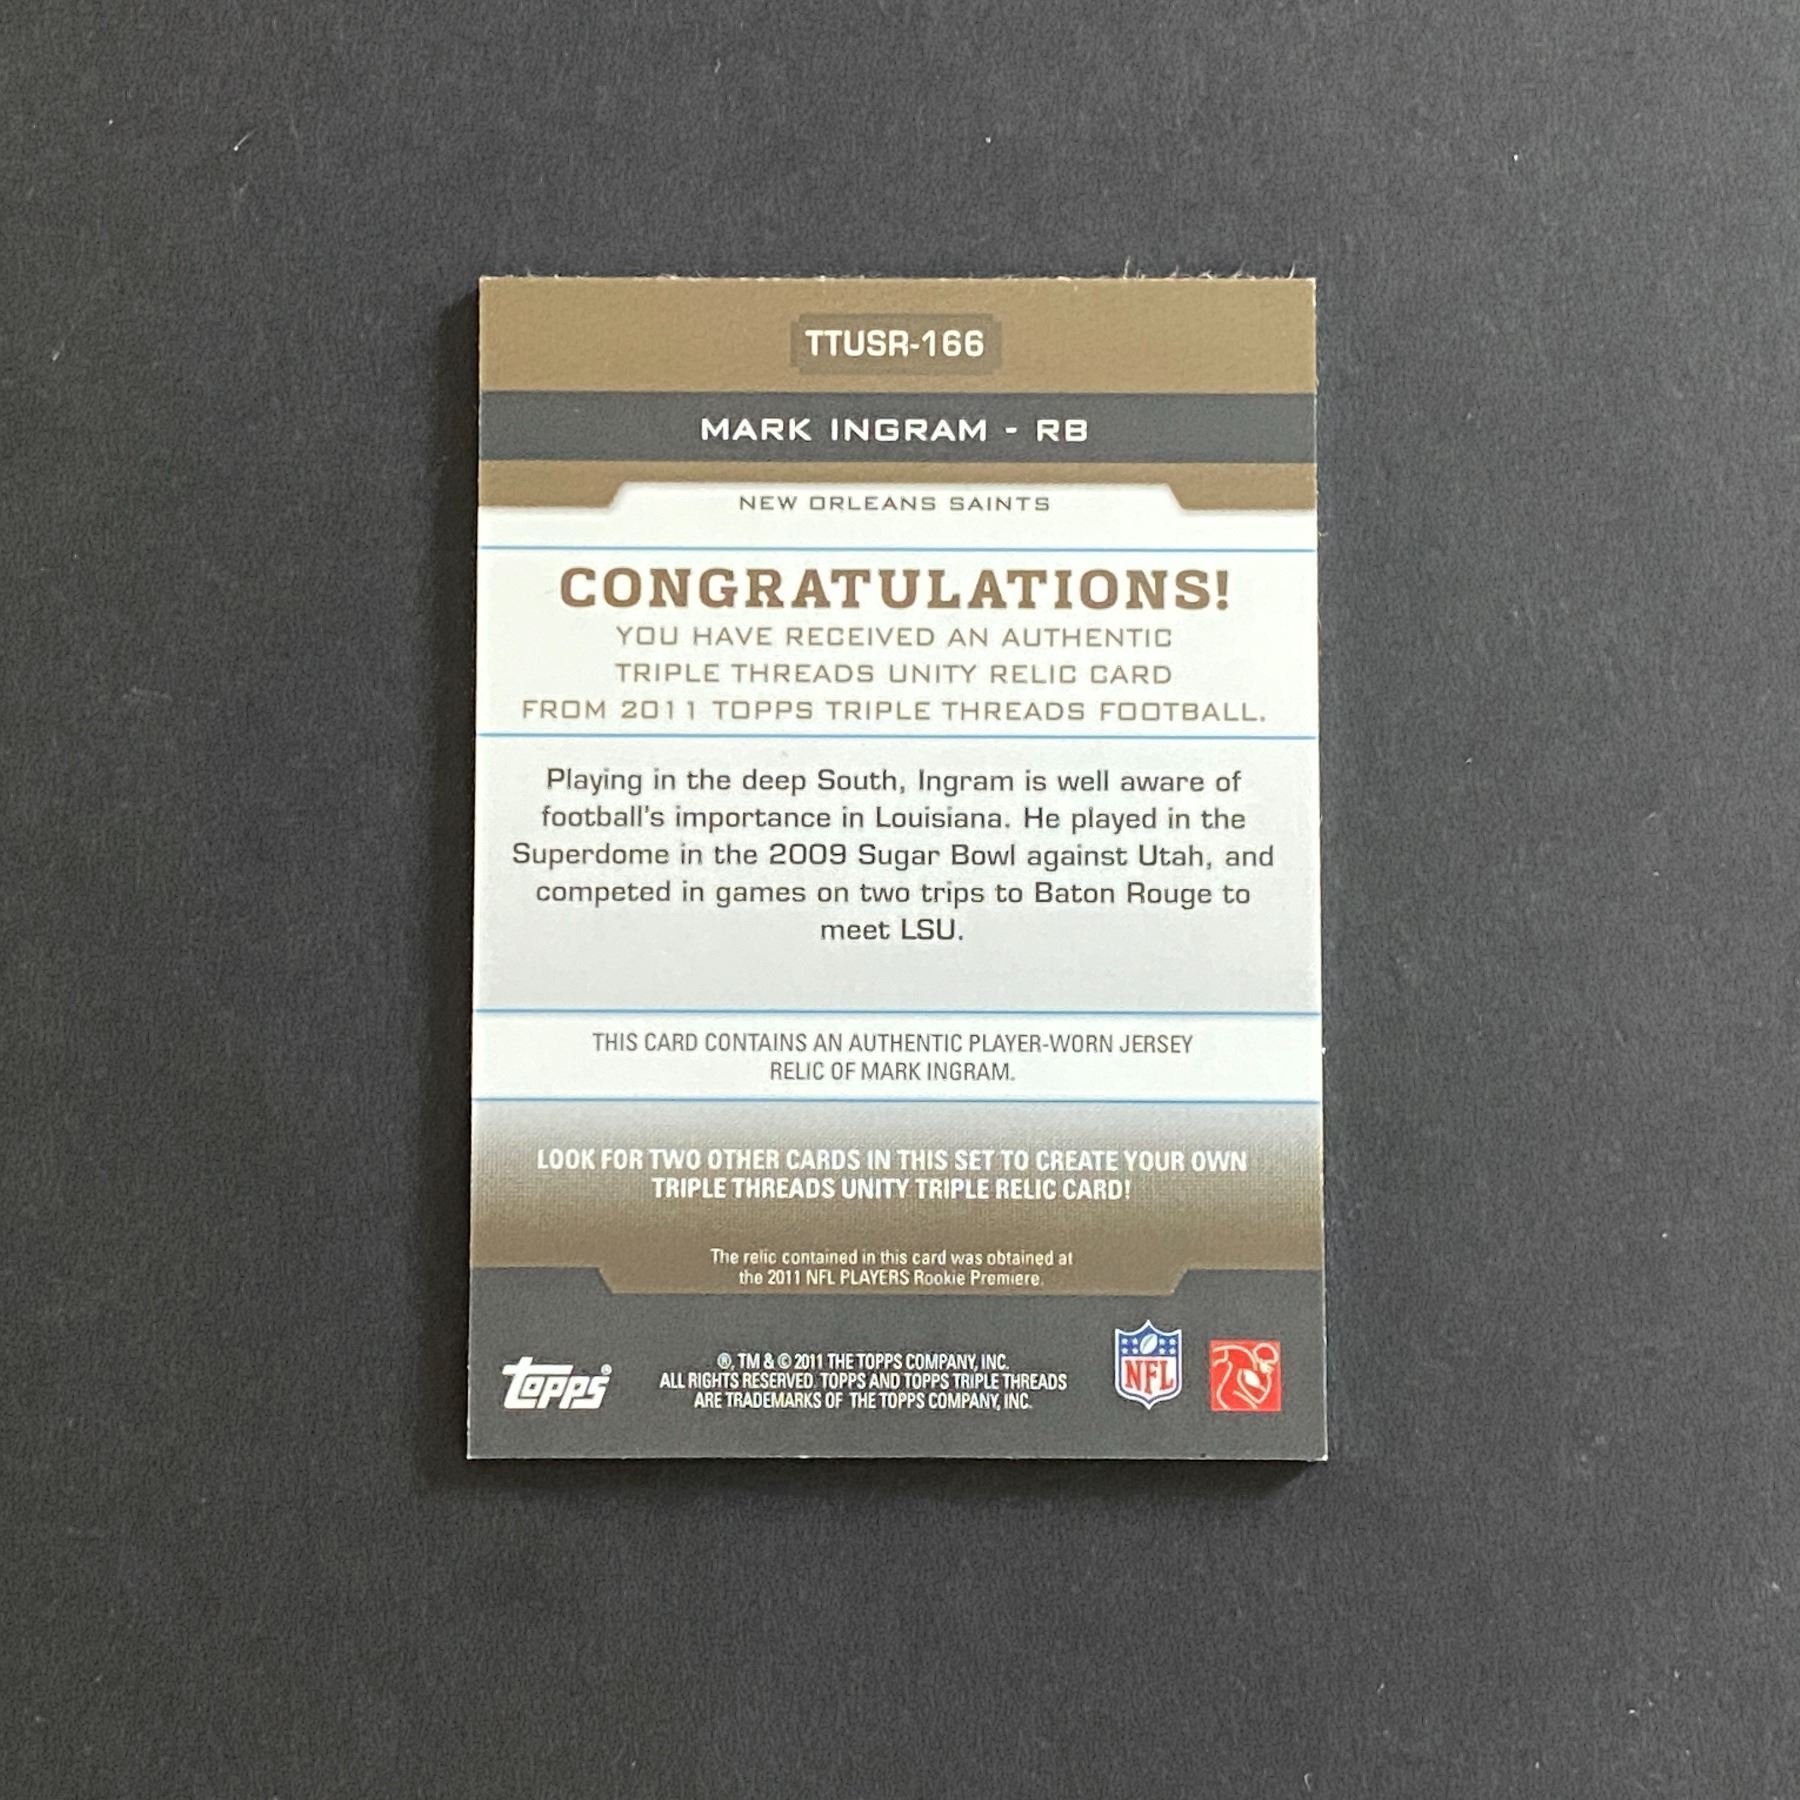 TTUSR-166
MARK INGRAM - RB
NEW ORLEANS SAINTS
CONGRATULATIONS!
YOU HAVE RECEIVED AN AUTHENTIC
TRIPLE THREADS UNITY RELIC CARD
FROM 2011 TOPPS TRIPLE THREADS FOOTBALL.
Playing in the deep South, Ingram is well aware of
football's importance in Louisiana. He played in the
Superdome in the 2009 Sugar Bowl against Utah, and
competed in games on two trips to Baton Rouge to
meet LSU.
THIS CARD CONTAINS AN AUTHENTIC PLAYER-WORN JERSEY
RELIC OF MARK INGRAM.
LOOK FOR TWO OTHER CARDS IN THIS SET TO CREATE YOUR OWN
TRIPLE THREADS UNITY TRIPLE RELIC CARD!
The relic contained in this card was obtained at
the 2011 NFL PLAYERS Rookie Premiere.
topps®
®, TM & © 2011 THE TOPPS COMPANY, INC.
ALL RIGHTS RESERVED. TOPPS AND TOPPS TRIPLE THREADS
ARE TRADEMARKS OF THE TOPPS COMPANY, INC.
NFL